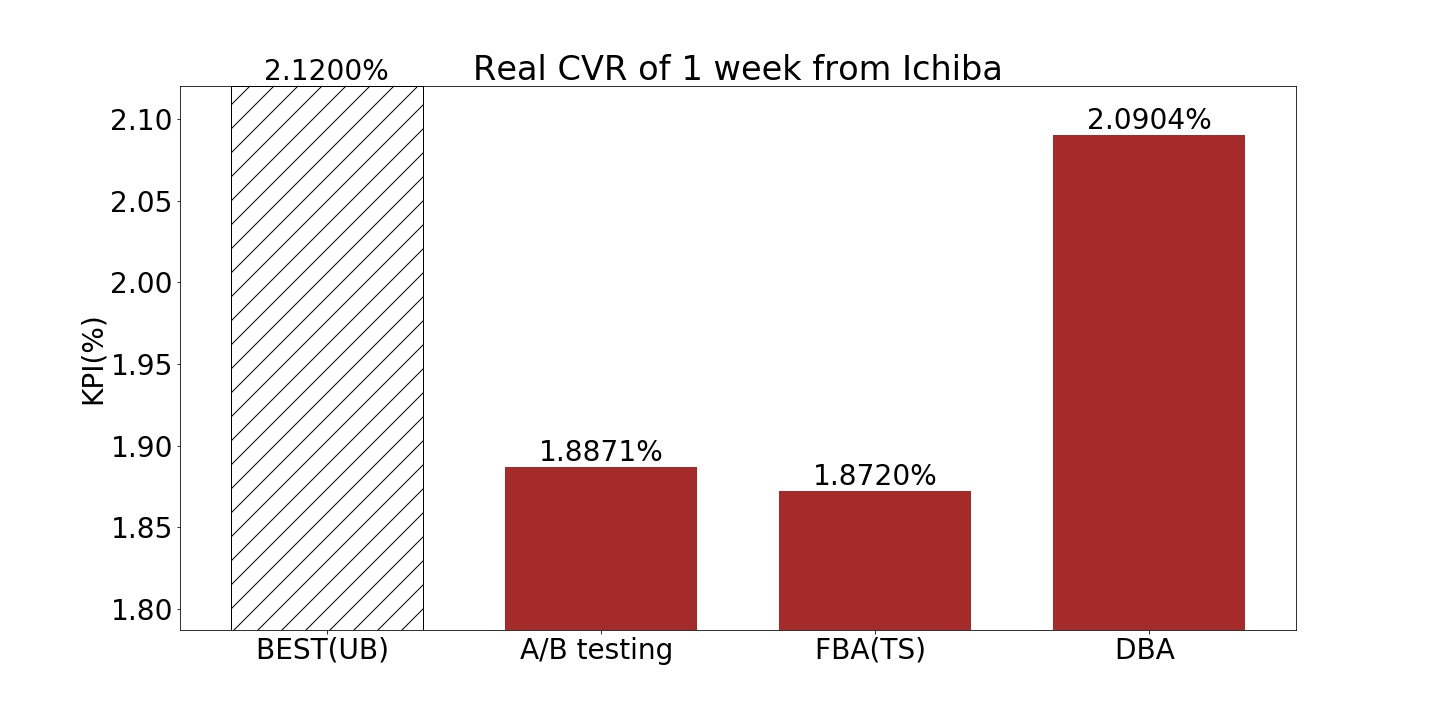 Real CVR of 1 week from Ichiba
2.1200%
2.0904%
1.8871%
1.8720%
KPI(%)
2.10
2.05
2.00
1.95
1.90
1.85
1.80
BEST(UB)
A/B testing
FBA(TS)
DBA